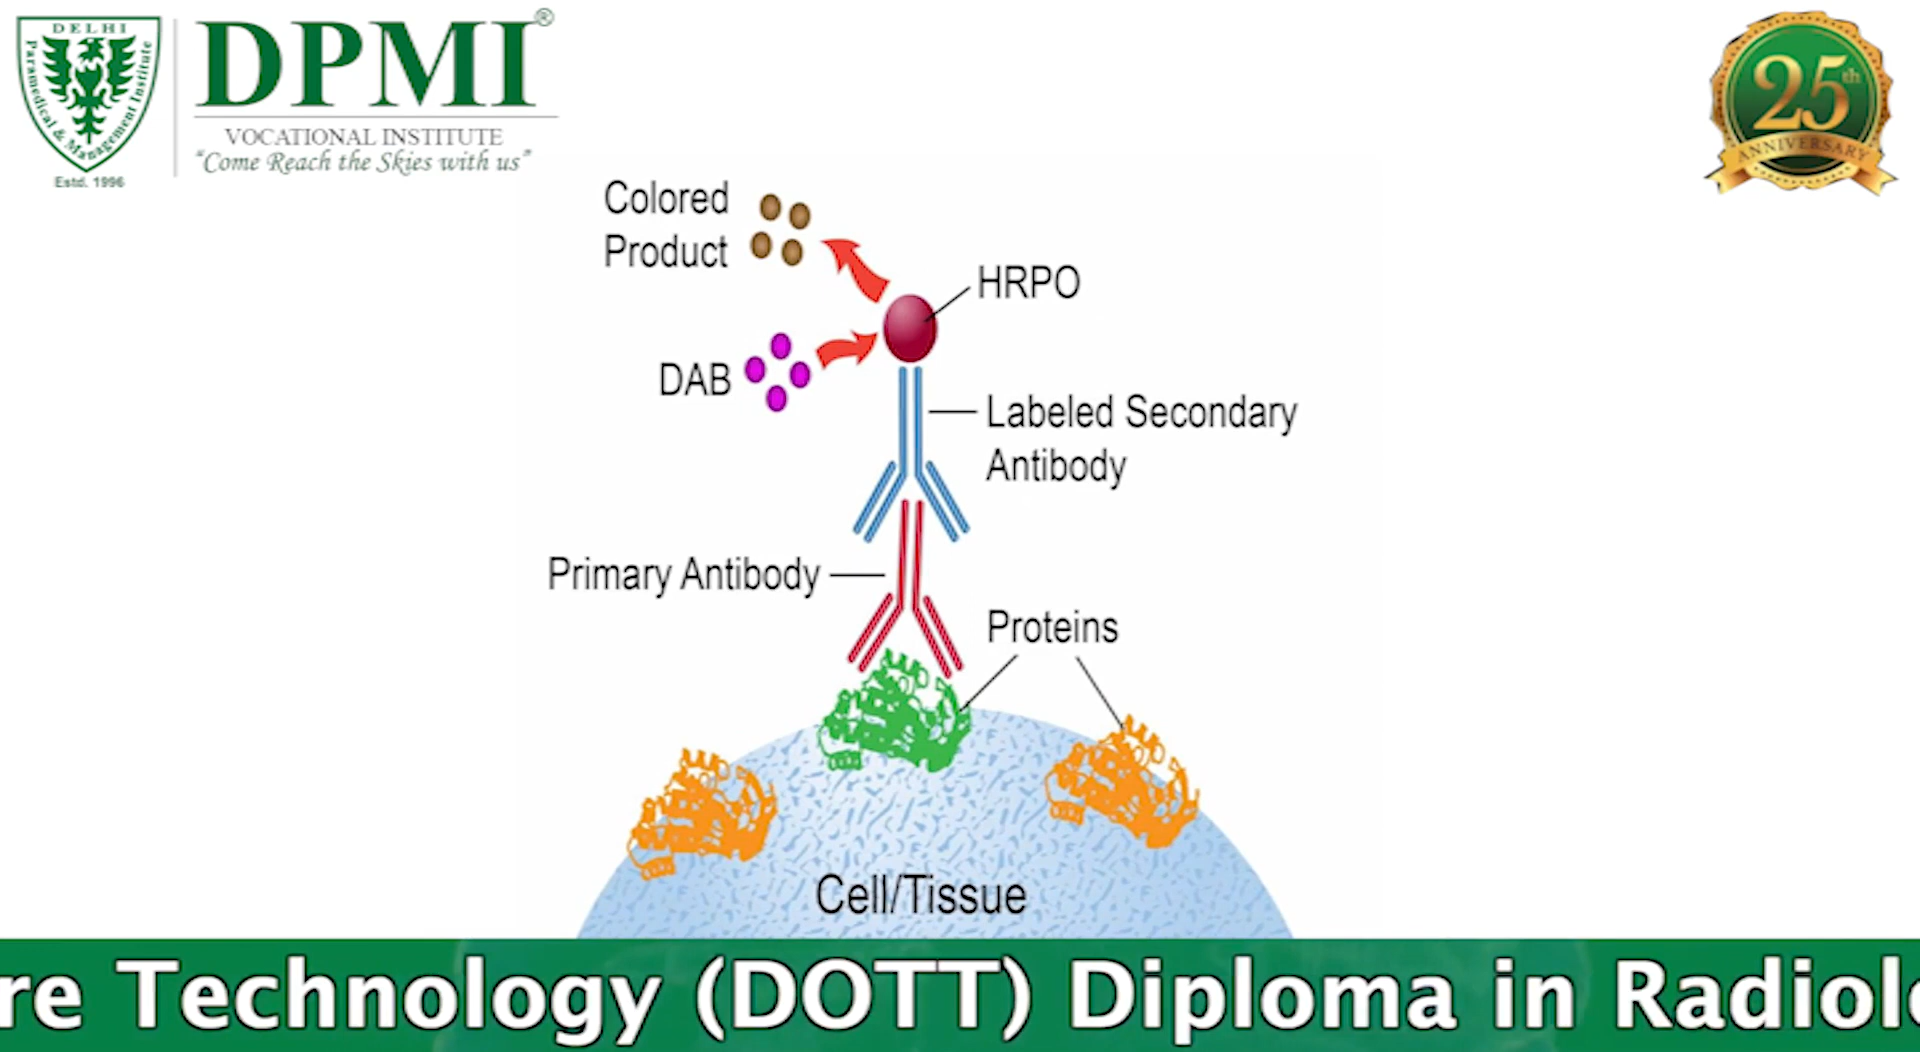 DELHI
Paramedical & Management Institute
Estd. 1996
DPMI®
VOCATIONAL INSTITUTE
"Come Reach the Skies with us"
25th
ANNIVERSARY
Colored
Product
HRPO
DAB
Labeled Secondary
Antibody
Primary Antibody
Proteins
Cell/Tissue
re Technology (DOTT) Diploma in Radiolo